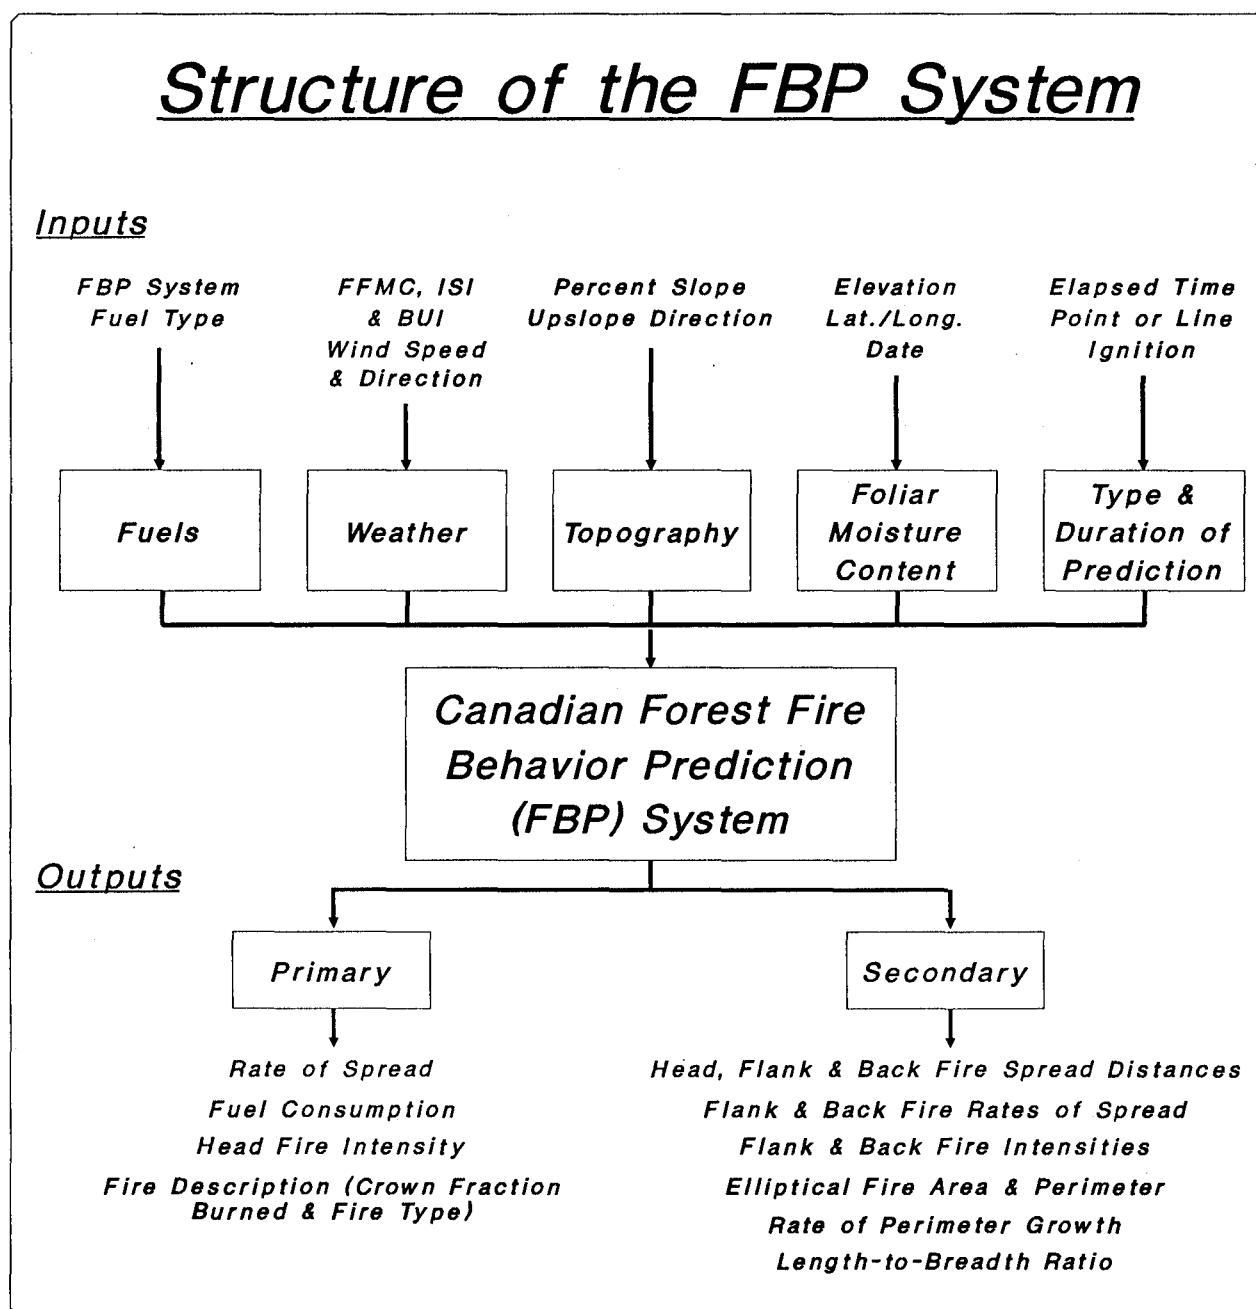 Structure of the FBP System
Inputs
FBP System
Fuel Type
FFMC, ISI
& BUI
Wind Speed
& Direction
Percent Slope
Upslope Direction
Elevation
Lat./Long.
Date
Elapsed Time
Point or Line
Ignition
Fuels
Weather
Topography
Foliar
Moisture
Content
Type &
Duration of
Prediction
Canadian Forest Fire
Behavior Prediction
(FBP) System
Outputs
Primary
Rate of Spread
Fuel Consumption
Head Fire Intensity
Fire Description (Crown Fraction
Burned & Fire Type)
Secondary
Head, Flank & Back Fire Spread Distances
Flank & Back Fire Rates of Spread
Flank & Back Fire Intensities
Elliptical Fire Area & Perimeter
Rate of Perimeter Growth
Length-to-Breadth Ratio